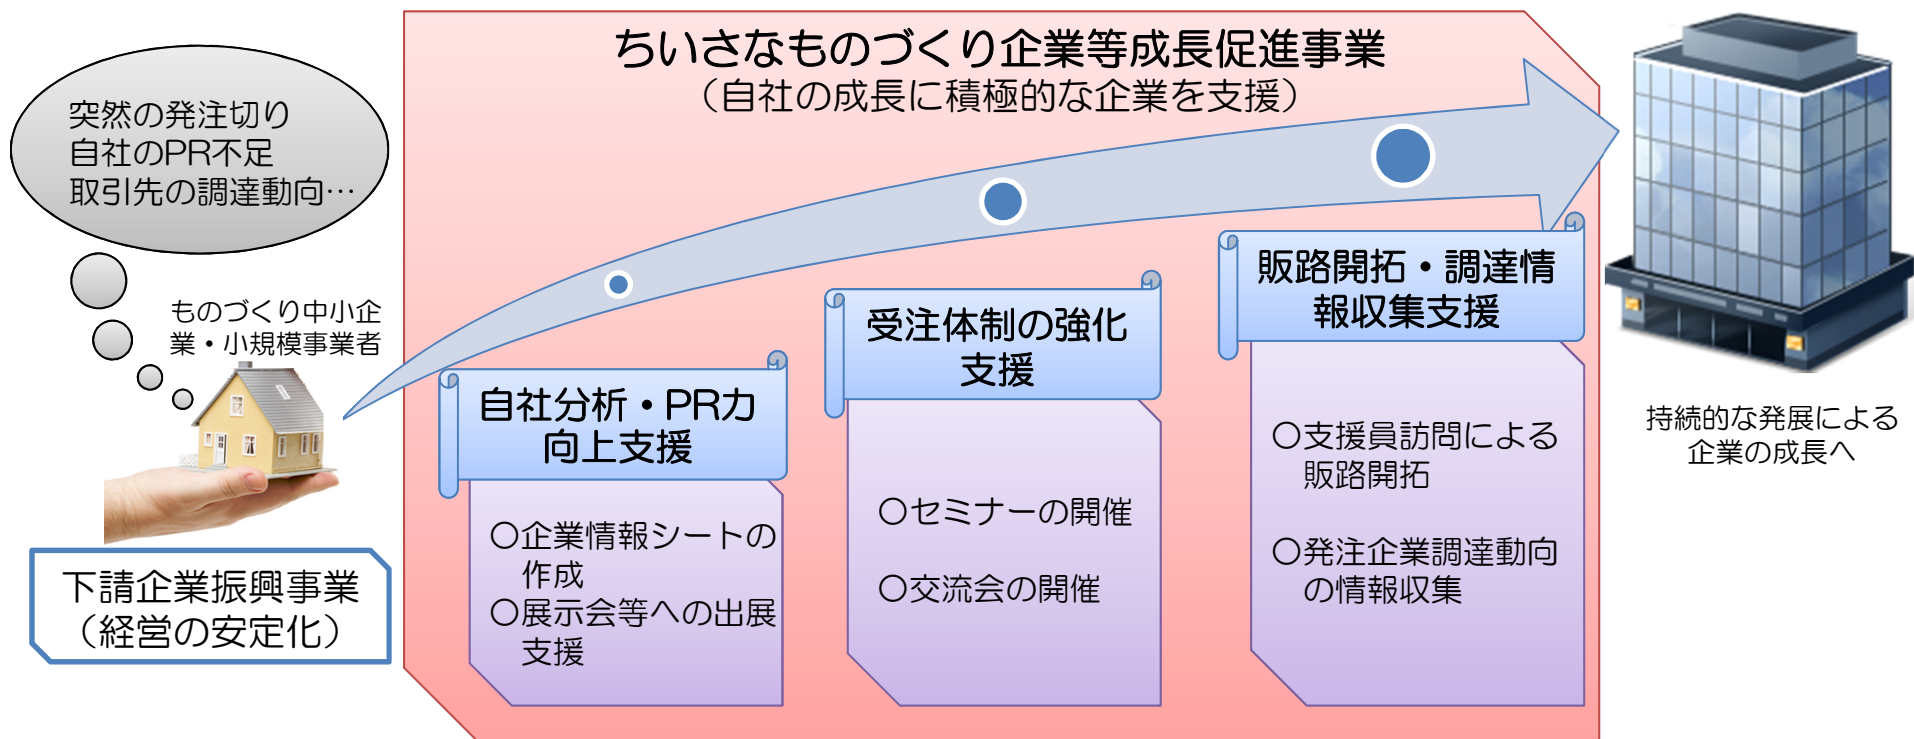 ちいさなものづくり企業等成長促進事業
（自社の成長に積極的な企業を支援）
突然の発注切り
自社のPR不足
取引先の調達動向…
ものづくり中小企
業・小規模事業者
下請企業振興事業
（経営の安定化）
自社分析・PR力
向上支援
〇企業情報シートの
作成
〇展示会等への出展
支援
受注体制の強化
支援
〇セミナーの開催
〇交流会の開催
販路開拓・調達情
報収集支援
〇支援員訪問による
販路開拓
〇発注企業調達動向
の情報収集
持続的な発展による
企業の成長へ